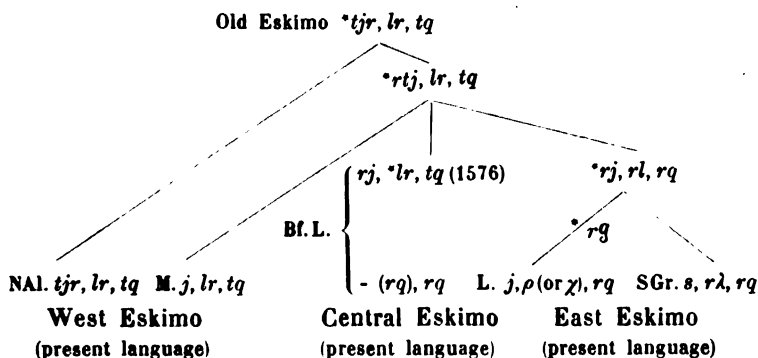 Old Eskimo *tjr, lr, tq
*rtj, lr, tq
rj, *lr, tq (1576)
*rj, rl, rq
Bf. L.
* rg
NAl. tjr, lr, tq M. j, lr, tq
- (rq), rq
L. j, ρ (or χ), rq
SGr. s, rλ, rq
West Eskimo
Central Eskimo
East Eskimo
(present language)
(present language)
(present language)